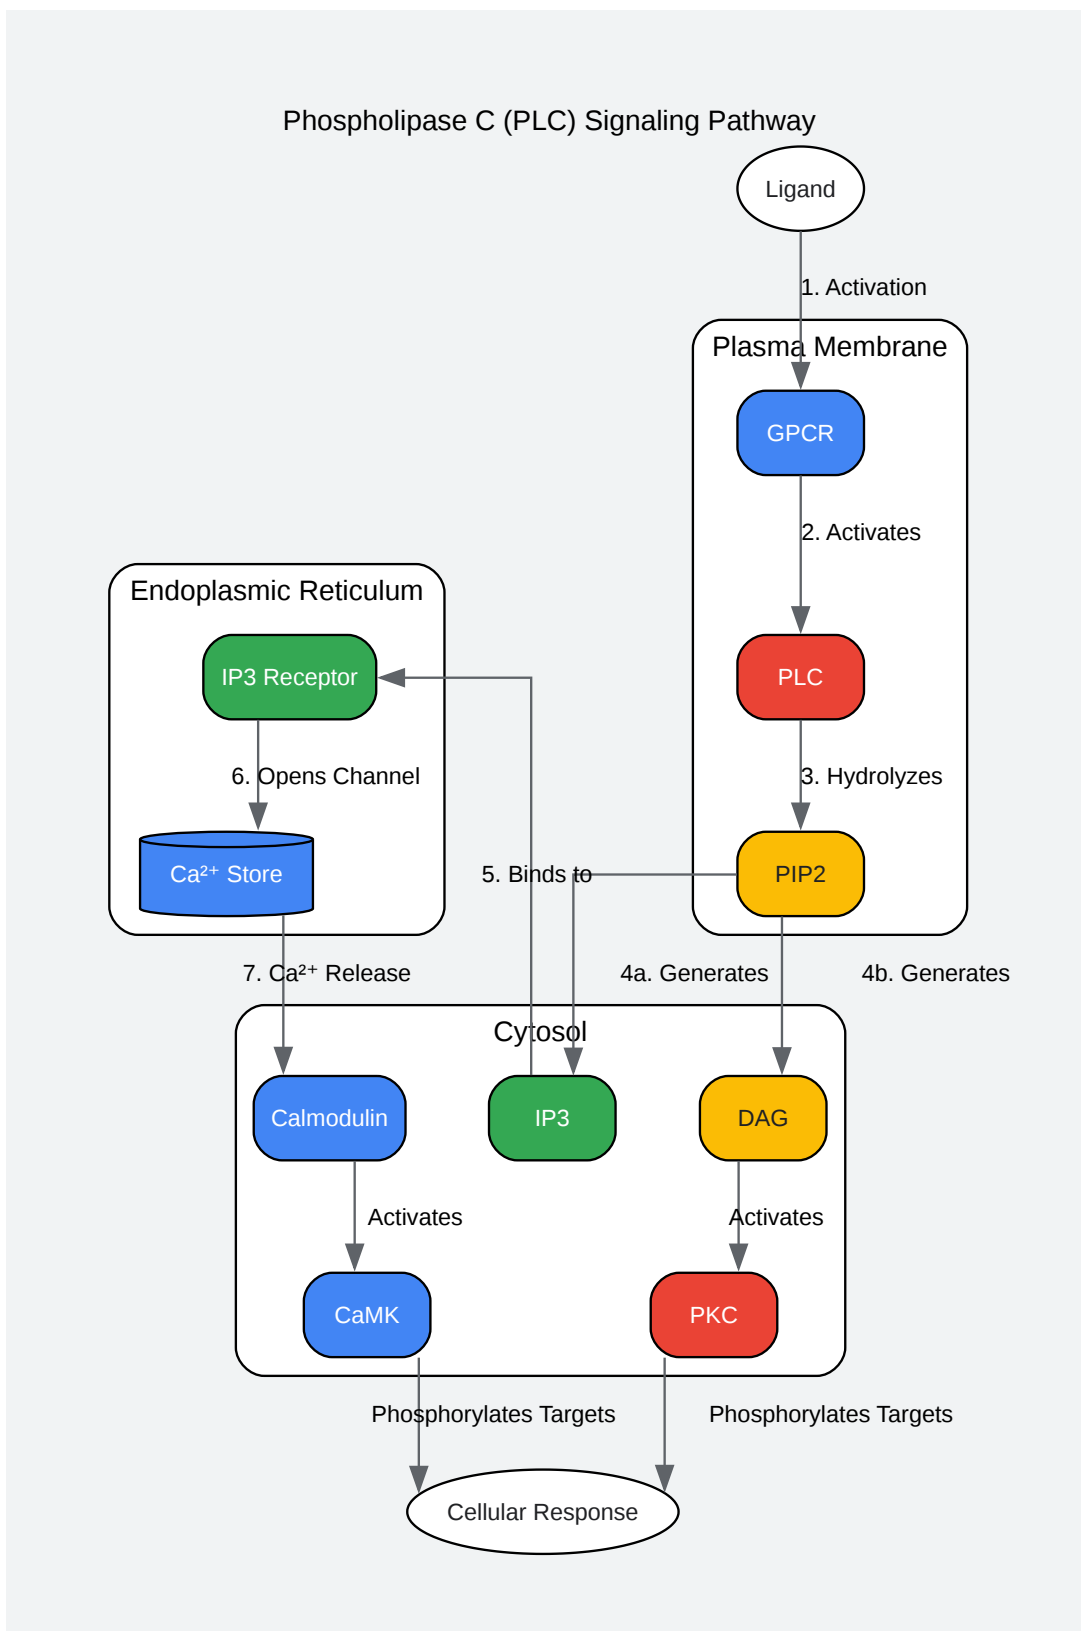 Phospholipase C (PLC) Signaling Pathway
Ligand
1. Activation
Plasma Membrane
GPCR
2. Activates
Endoplasmic Reticulum
IP3 Receptor
PLC
6. Opens Channel
3. Hydrolyzes
Ca²⁺ Store
5. Binds to
PIP2
7. Ca²⁺ Release
4a. Generates
4b. Generates
Cytosol
Calmodulin
IP3
DAG
Activates
Activates
CaMK
PKC
Phosphorylates Targets
Phosphorylates Targets
Cellular Response